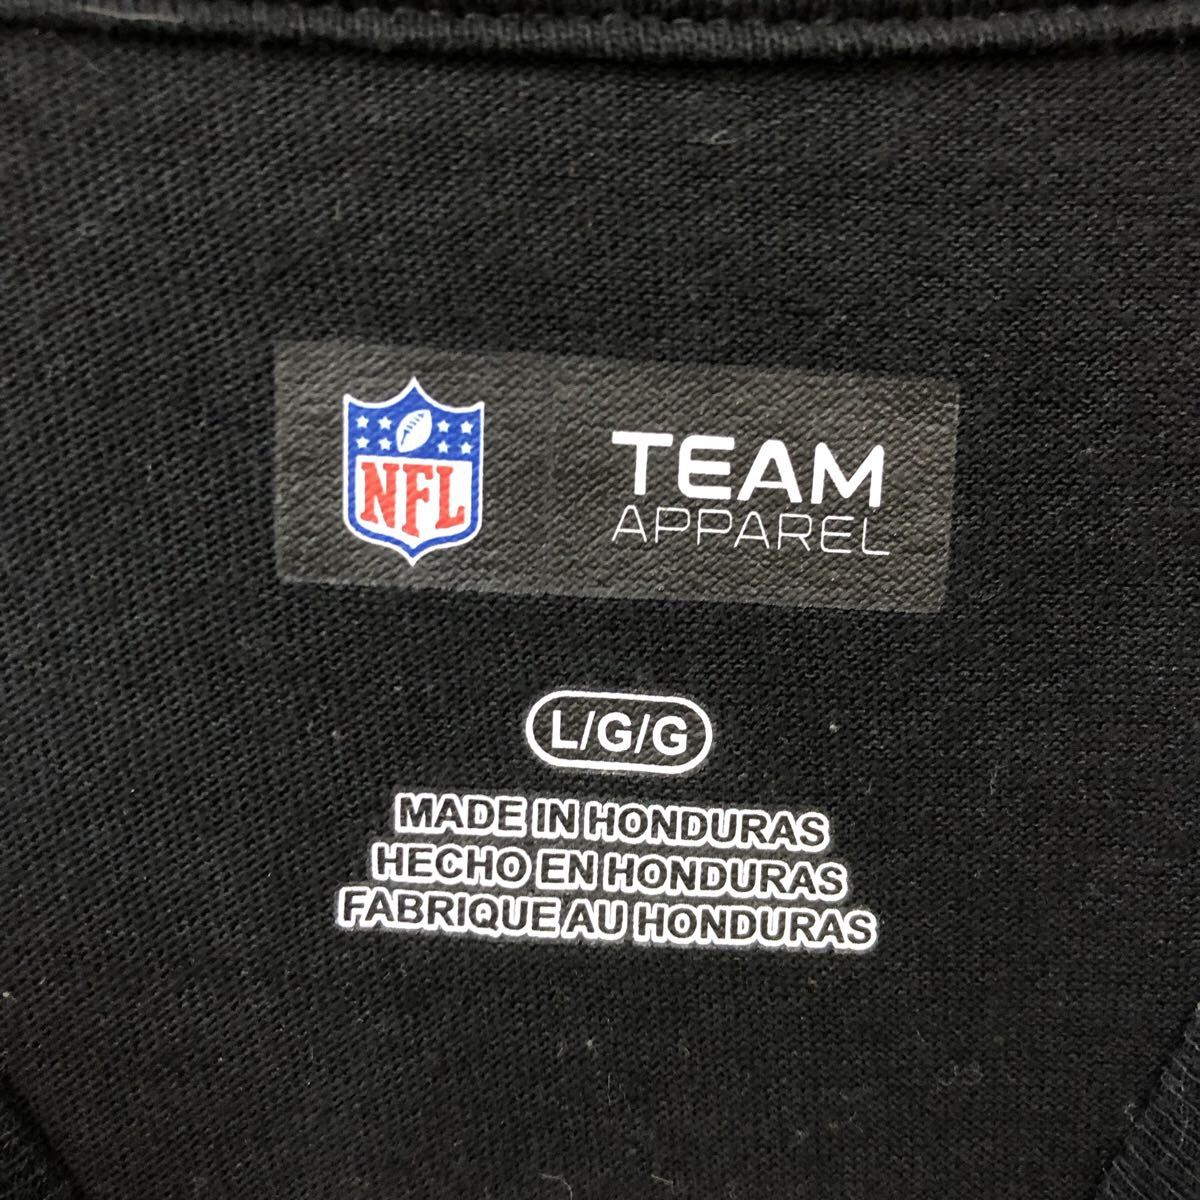 NFL
TEAM
APPAREL
L/G/G
MADE IN HONDURAS
HECHO EN HONDURAS
FABRIQUE AU HONDURAS